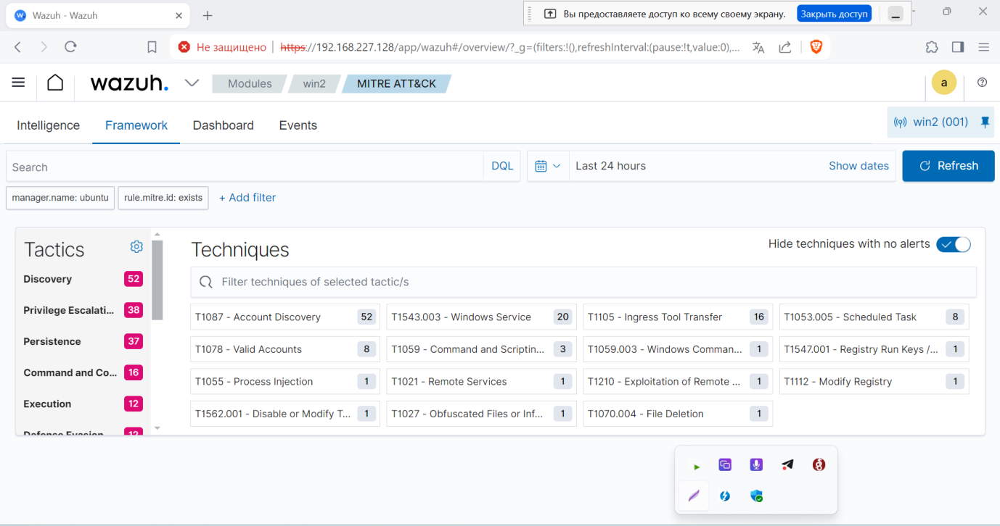 Wazuh - Wazuh
Вы предоставляете доступ ко всему своему экрану. Закрыть доступ
Не защищено https://192.168.227.128/app/wazuh#/overview/?_g=(filters:!(),refreshInterval:(pause:!t,value:0),...
wazuh. Modules win2 MITRE ATT&CK a
Intelligence Framework Dashboard Events win2 (001)
Search DQL Last 24 hours Show dates Refresh
manager.name: ubuntu rule.mitre.id: exists + Add filter
Tactics
Discovery 52
Privilege Escalati... 38
Persistence 37
Command and Co... 16
Execution 12
Defense Evasion 12
Techniques Hide techniques with no alerts
Filter techniques of selected tactic/s
T1087 - Account Discovery 52 T1543.003 - Windows Service 20 T1105 - Ingress Tool Transfer 16 T1053.005 - Scheduled Task 8
T1078 - Valid Accounts 8 T1059 - Command and Scriptin... 3 T1059.003 - Windows Comman... 1 T1547.001 - Registry Run Keys /... 1
T1055 - Process Injection 1 T1021 - Remote Services 1 T1210 - Exploitation of Remote ... 1 T1112 - Modify Registry 1
T1562.001 - Disable or Modify T... 1 T1027 - Obfuscated Files or Inf... 1 T1070.004 - File Deletion 1